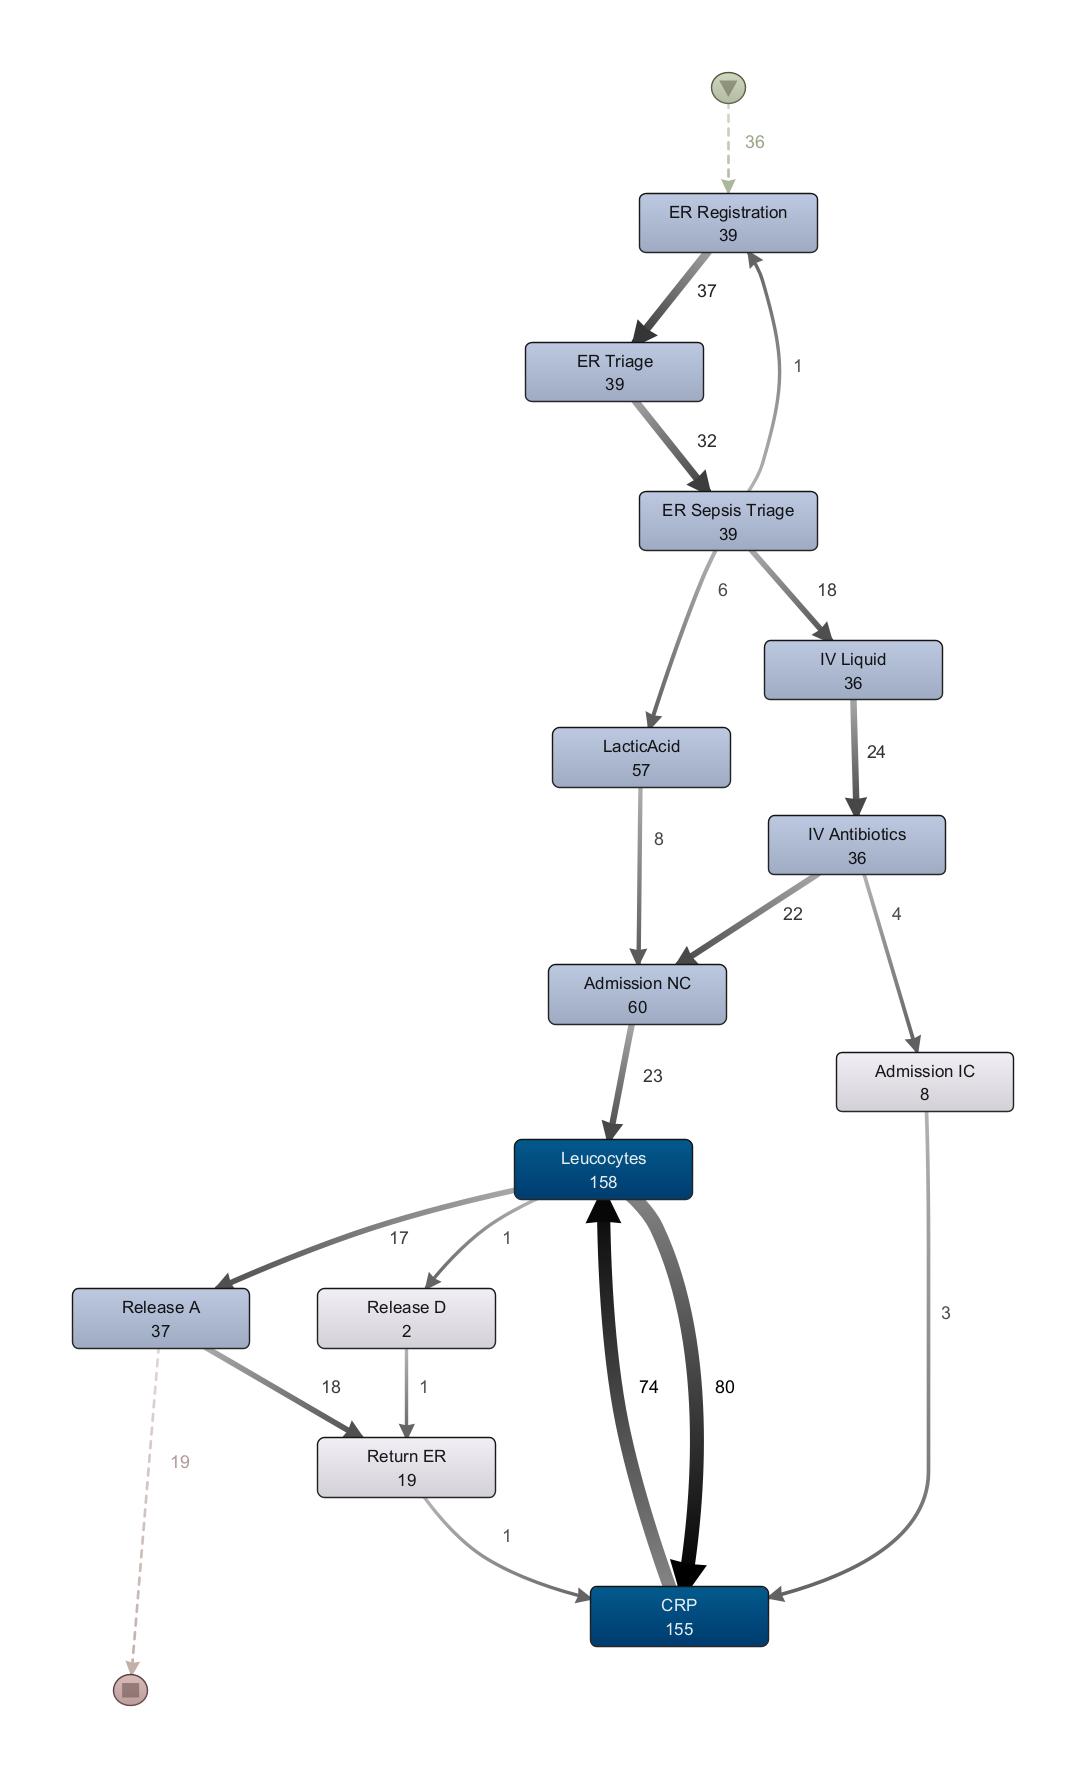 36
ER Registration
39
37
ER Triage
39
1
32
ER Sepsis Triage
39
6
18
IV Liquid
36
LacticAcid
57
24
IV Antibiotics
36
8
22
4
Admission NC
60
Admission IC
8
23
Leucocytes
158
17
1
Release A
37
Release D
2
3
18
1
74
80
Return ER
19
19
1
CRP
155